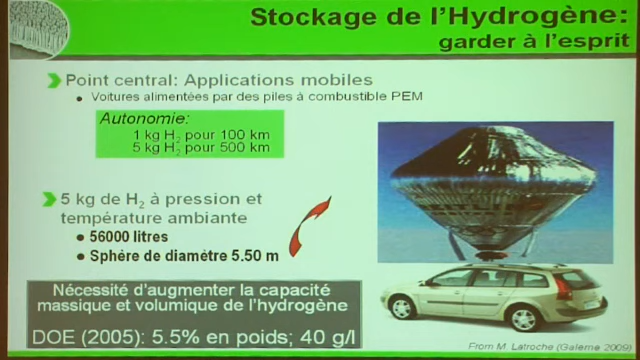 Stockage de l'Hydrogène:
garder à l'esprit
Point central: Applications mobiles
• Voitures alimentées par des piles à combustible PEM
Autonomie:
1 kg H₂ pour 100 km
5 kg H₂ pour 500 km
5 kg de H₂ à pression et
température ambiante
• 56000 litres
• Sphère de diamètre 5.50 m
Nécessité d'augmenter la capacité
massique et volumique de l'hydrogène
DOE (2005): 5.5% en poids; 40 g/l
From M. Latroche (Galerne 2009)